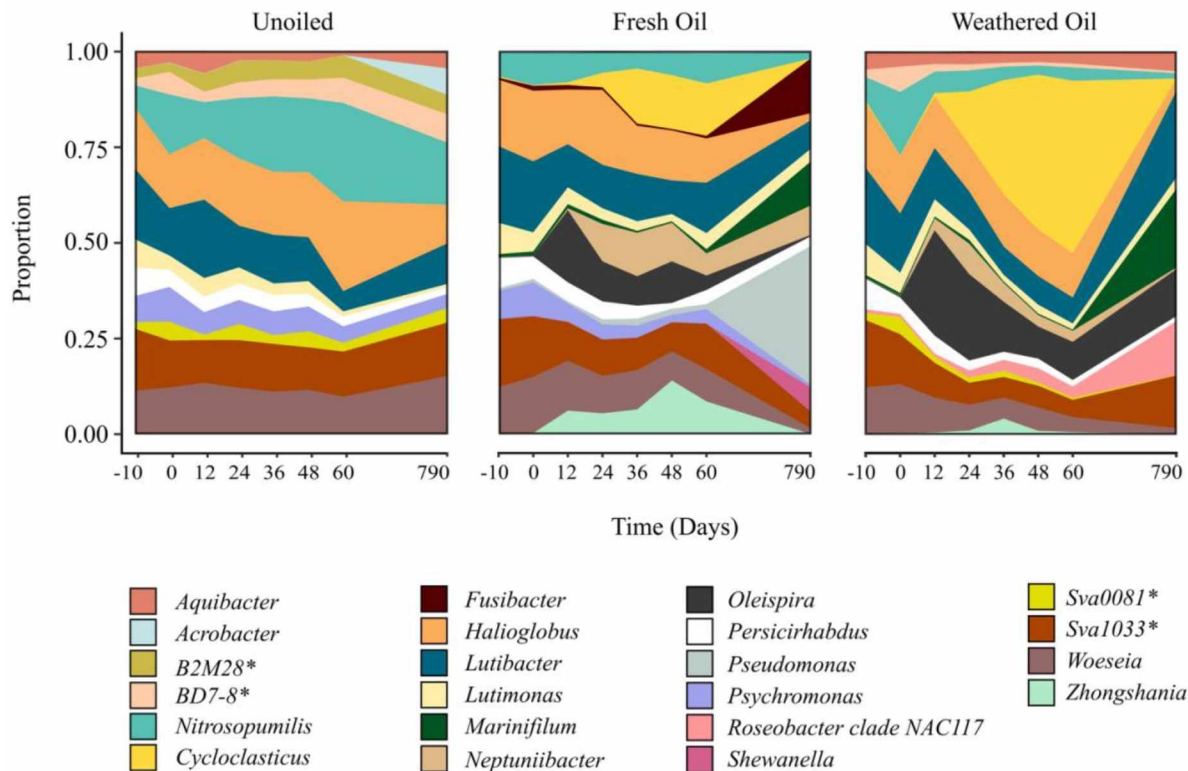 Unoiled Fresh Oil Weathered Oil
1.00
0.75
0.50
0.25
0.00
Proportion
-10 0 12 24 36 48 60 790 -10 0 12 24 36 48 60 790 -10 0 12 24 36 48 60 790
Time (Days)
Aquibacter
Acrobacter
B2M28*
BD7-8*
Nitrosopumilis
Cycloclasticus
Fusibacter
Halioglobus
Lutibacter
Lutimonas
Marinifilum
Neptuniibacter
Oleispira
Persicirhabdus
Pseudomonas
Psychromonas
Roseobacter clade NAC117
Shewanella
Sva0081*
Sva1033*
Woeseia
Zhongshania